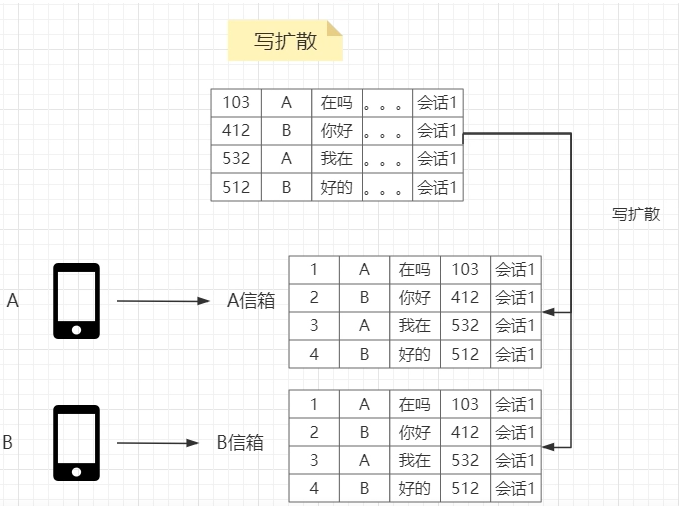 写扩散
103 A 在吗 。。。 会话1
412 B 你好 。。。 会话1
532 A 我在 。。。 会话1
512 B 好的 。。。 会话1
写扩散
A
A信箱
1 A 在吗 103 会话1
2 B 你好 412 会话1
3 A 我在 532 会话1
4 B 好的 512 会话1
B
B信箱
1 A 在吗 103 会话1
2 B 你好 412 会话1
3 A 我在 532 会话1
4 B 好的 512 会话1